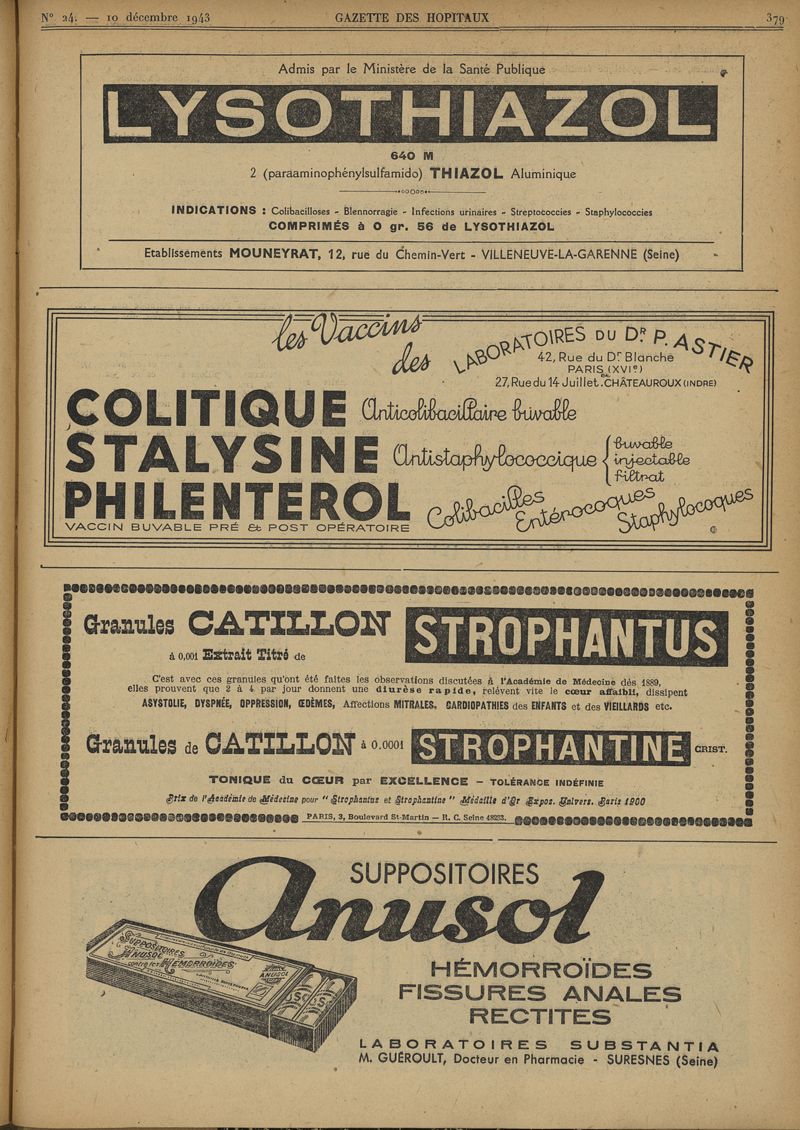 N° 24. — 10 décembre 1943 GAZETTE DES HOPITAUX 379
Admis par le Ministère de la Santé Publique
LYSOTHIAZOL
640 M
2 (paraaminophénylsulfamido) THIAZOL Aluminique
INDICATIONS : Colibacilloses - Blennorragie - Infections urinaires - Streptococcies - Staphylococcies
COMPRIMÉS à 0 gr. 56 de LYSOTHIAZOL
Etablissements MOUNEYRAT, 12, rue du Chemin-Vert - VILLENEUVE-LA-GARENNE (Seine)
les Vaccins
des
LABORATOIRES DU Dr P. ASTIER
42, Rue du Dr Blanche
PARIS (XVIe)
27, Rue du 14 Juillet. CHÂTEAUROUX (INDRE)
COLITIQUE Anticolibacillaire buvable
STALYSINE Antistaphylococcique { buvable
injectable
filtrat
PHILENTEROL Colibacilles
Entérocoques
Staphylocoques
VACCIN BUVABLE PRÉ & POST OPÉRATOIRE
Granules CATILLON STROPHANTUS
à 0,001 Extrait Titré de
C'est avec ces granules qu'ont été faites les observations discutées à l'Académie de Médecine dès 1889,
elles prouvent que 2 à 4 par jour donnent une diurèse rapide, relèvent vite le cœur affaibli, dissipent
ASYSTOLIE, DYSPNÉE, OPPRESSION, ŒDÈMES, Affections MITRALES, CARDIOPATHIES des ENFANTS et des VIEILLARDS etc.
Granules de CATILLON à 0.0001 STROPHANTINE CRIST.
TONIQUE du CŒUR par EXCELLENCE — TOLÉRANCE INDÉFINIE
Prix de l'Académie de Médecine pour " Strophantus et Strophantine " Médaille d'Or Expos. Univers. Paris 1900
PARIS, 3, Boulevard St-Martin — R. C. Seine 48283.
SUPPOSITOIRES
Anusol
SUPPOSITOIRES
ANUSOL
contre les HÉMORROÏDES
ANUSOL
HÉMORROÏDES
FISSURES ANALES
RECTITES
LABORATOIRES SUBSTANTIA
M. GUÉROULT, Docteur en Pharmacie - SURESNES (Seine)